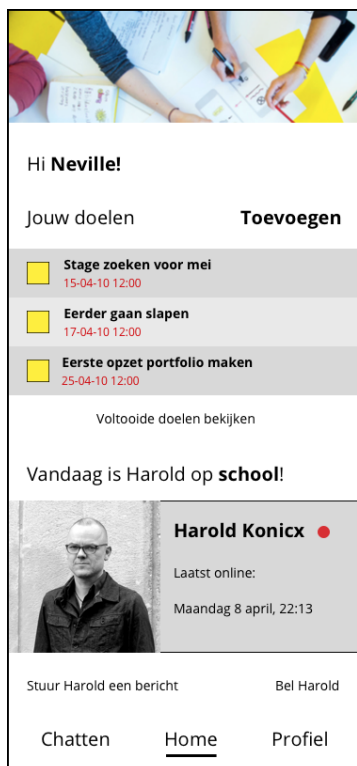 Hi Neville!
Jouw doelen Toevoegen
Stage zoeken voor mei
15-04-10 12:00
Eerder gaan slapen
17-04-10 12:00
Eerste opzet portfolio maken
25-04-10 12:00
Voltooide doelen bekijken
Vandaag is Harold op school!
Harold Konicx
Laatst online:
Maandag 8 april, 22:13
Stuur Harold een bericht Bel Harold
Chatten Home Profiel